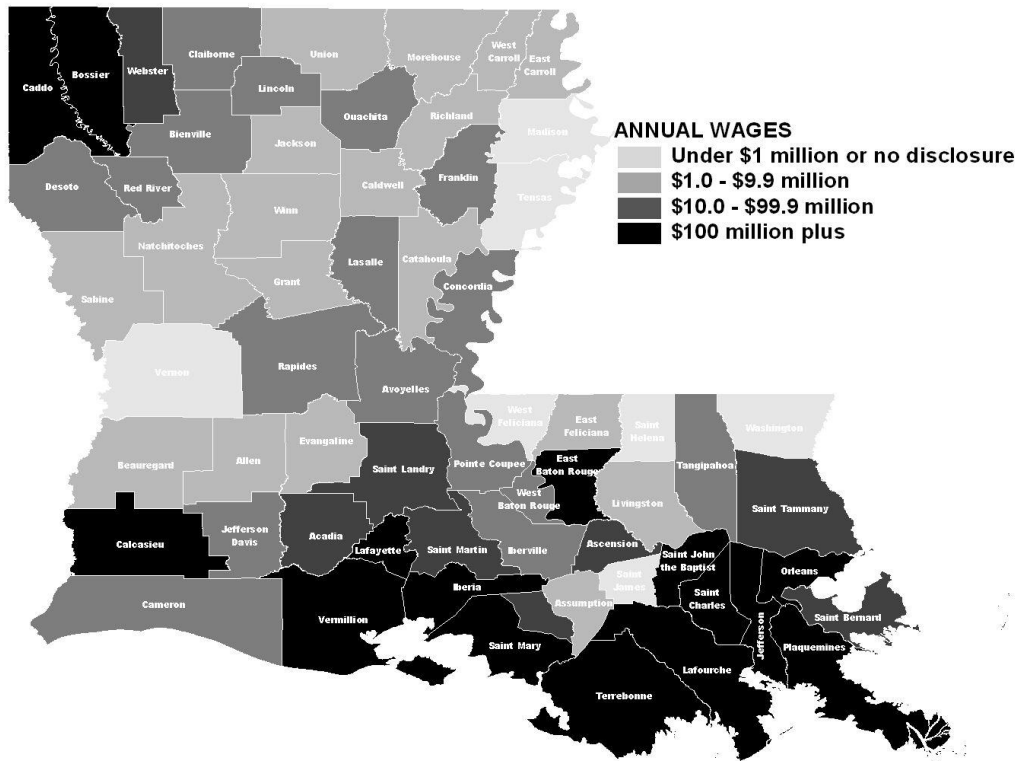 Caddo
Bossier
Webster
Claiborne
Union
Morehouse
West
Carroll
East
Carroll
Lincoln
Ouachita
Richland
Madison
Bienville
Jackson
Desoto
Red River
Caldwell
Franklin
Tensas
Winn
Natchitoches
Lasalle
Catahoula
Concordia
Grant
Sabine
Vernon
Rapides
Avoyelles
ANNUAL WAGES
Under $1 million or no disclosure
$1.0 - $9.9 million
$10.0 - $99.9 million
$100 million plus
Beauregard
Allen
Evangaline
Saint Landry
Pointe Coupee
West
Feliciana
East
Feliciana
Saint
Helena
Tangipahoa
Washington
East
Baton Rouge
West
Baton Rouge
Livingston
Saint Tammany
Calcasieu
Jefferson
Davis
Acadia
Lafayette
Saint Martin
Iberville
Ascension
Saint John
the Baptist
Orleans
Cameron
Vermillion
Iberia
Assumption
Saint
James
Saint
Charles
Jefferson
Saint Bernard
Plaquemines
Saint Mary
Terrebonne
Lafourche